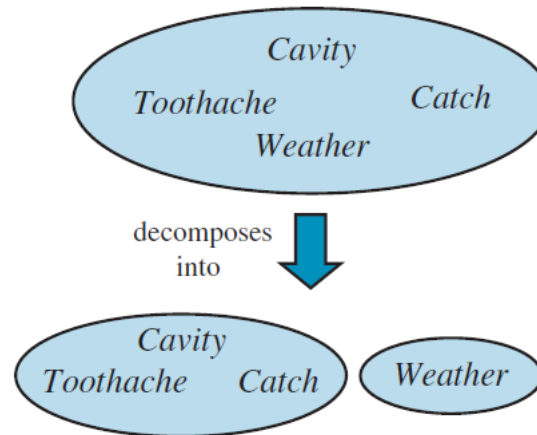 Cavity
Toothache Catch
Weather
decomposes
into
Cavity
Toothache Catch Weather